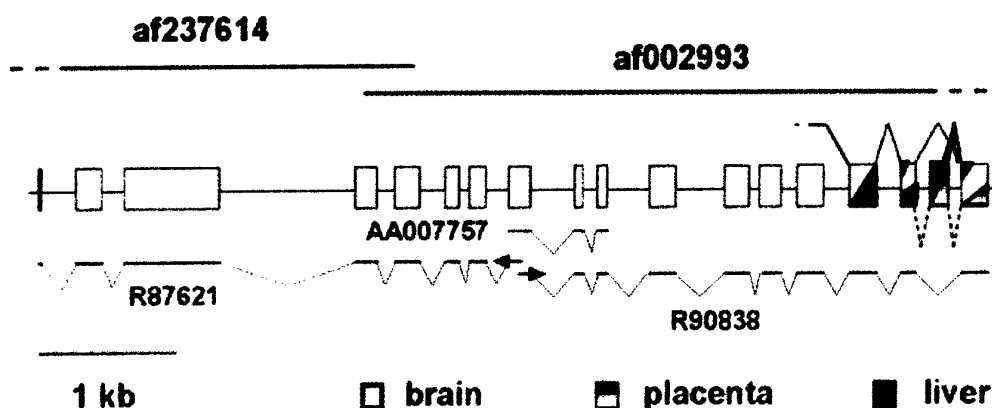 af237614
af002993
AA007757
R87621
R90838
1 kb brain placenta liver